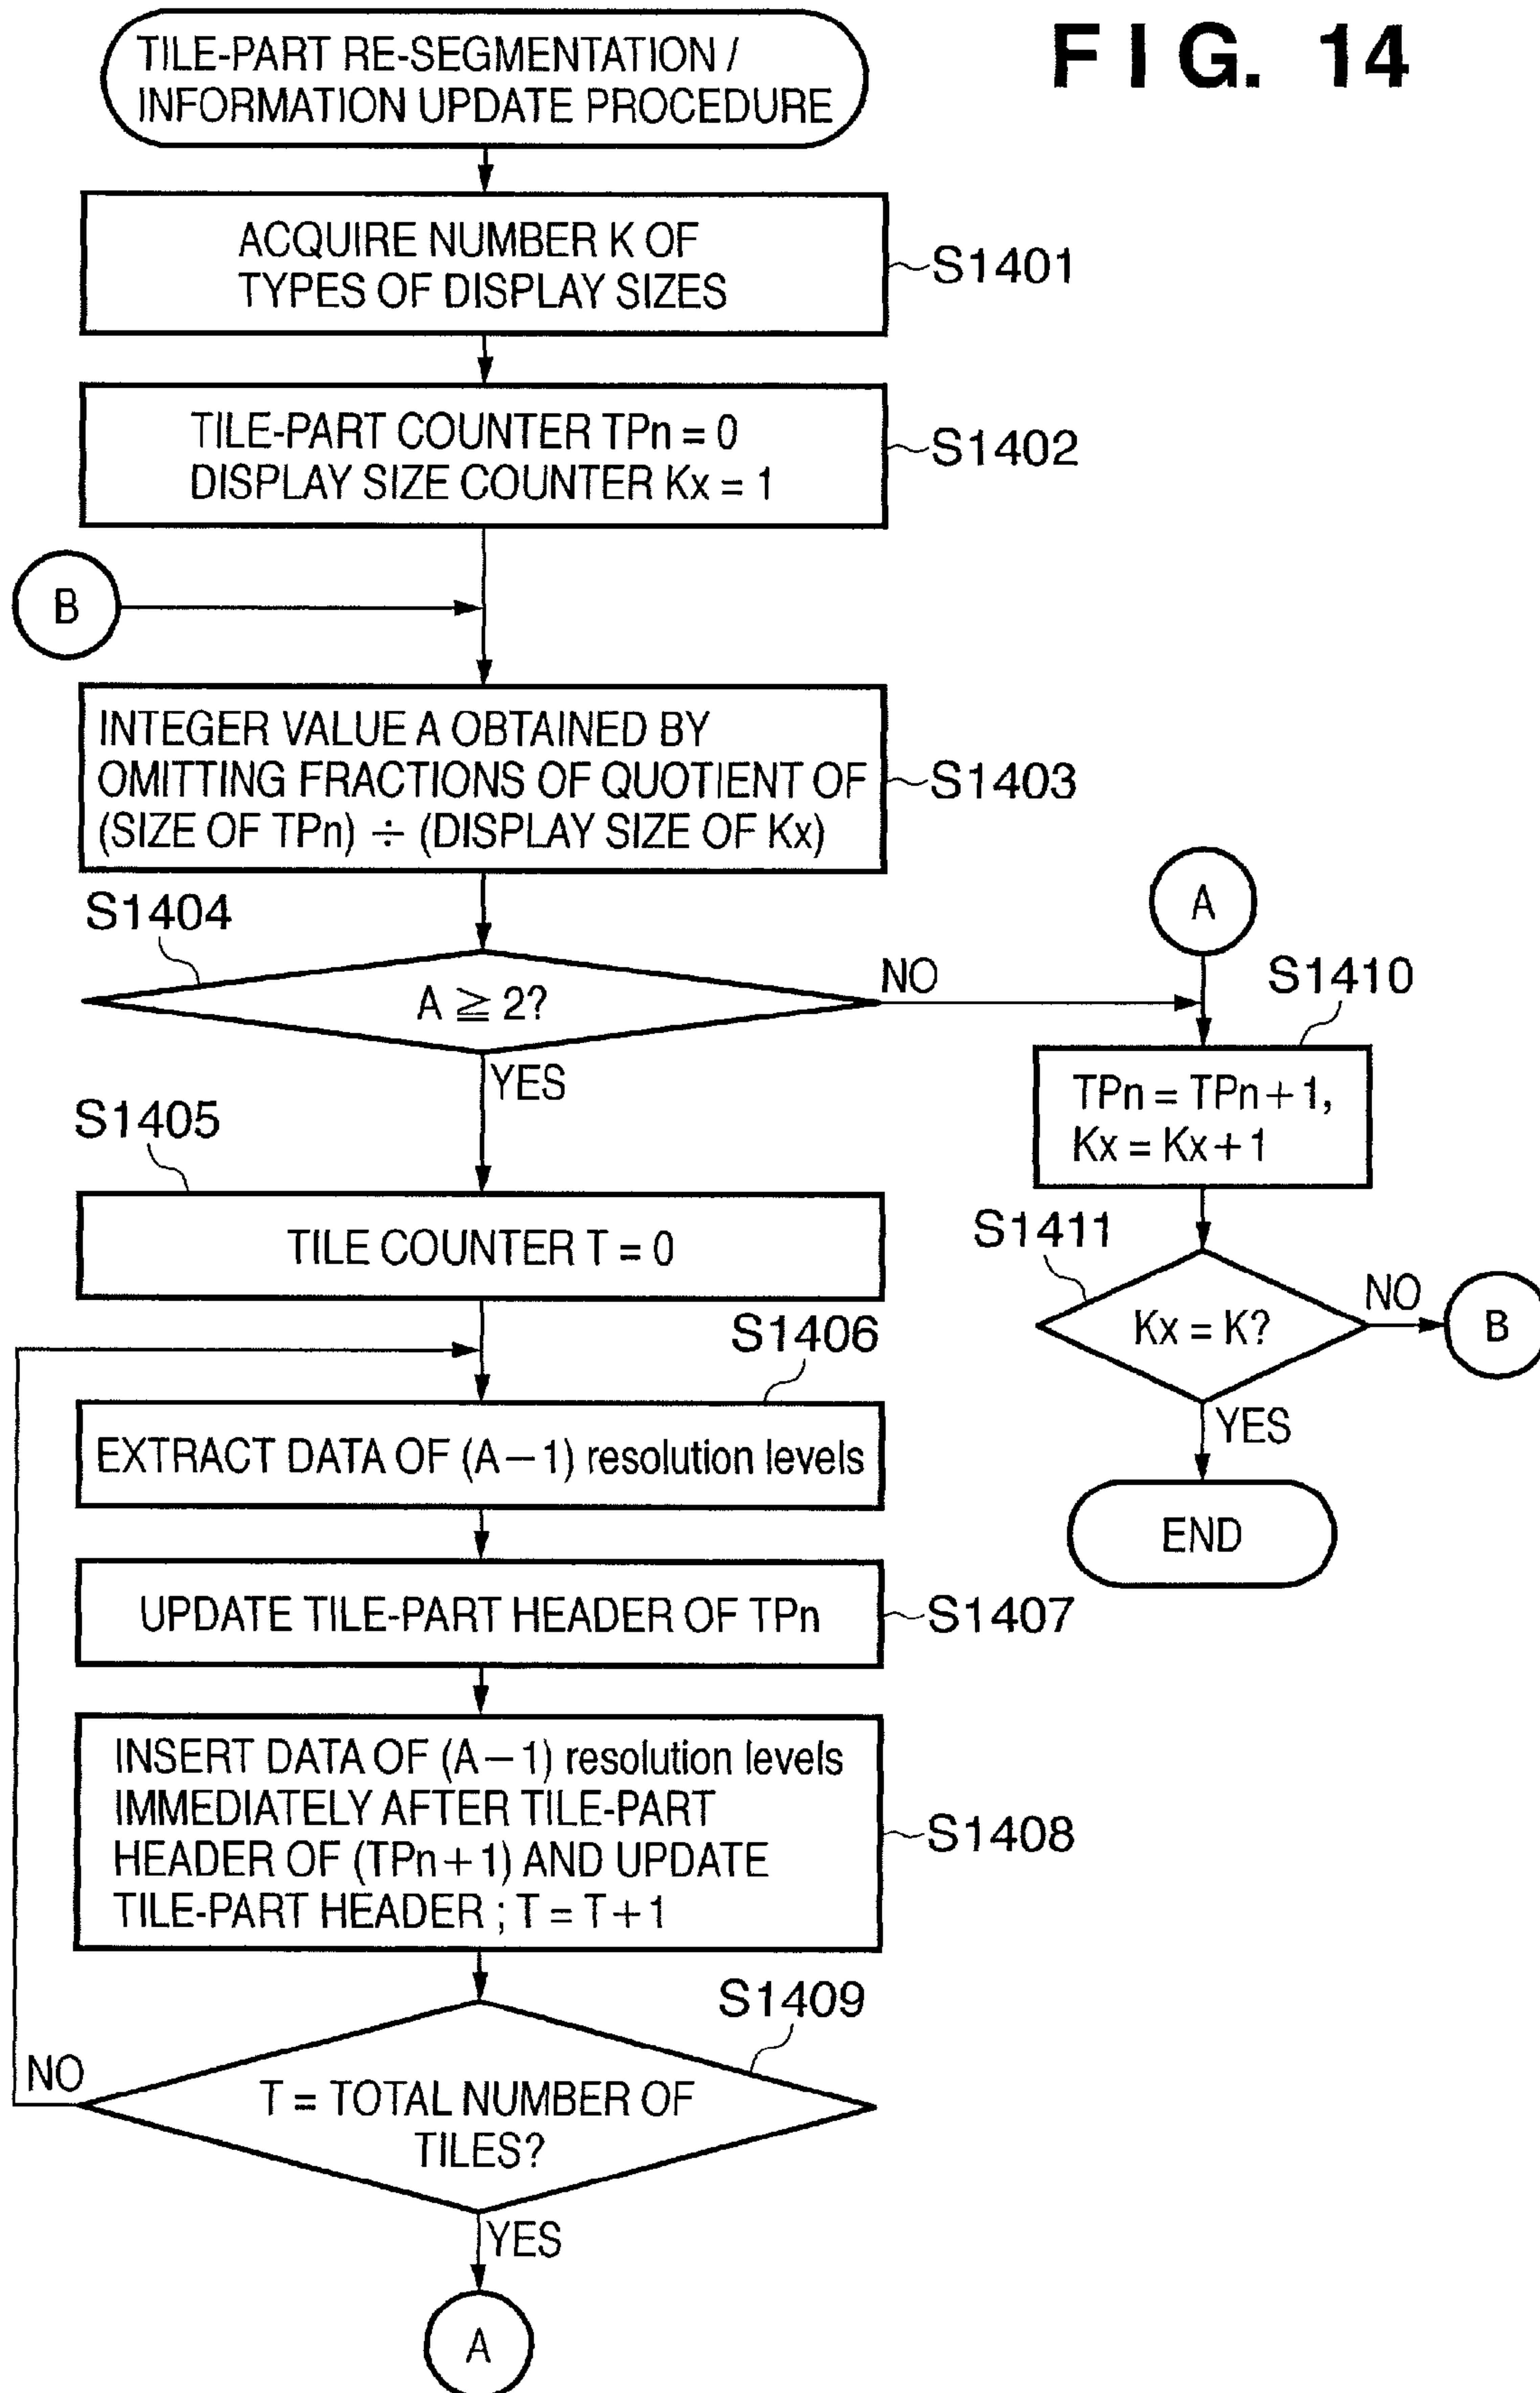 FIG. 14
TILE-PART RE-SEGMENTATION /
INFORMATION UPDATE PROCEDURE
ACQUIRE NUMBER K OF
TYPES OF DISPLAY SIZES
S1401
TILE-PART COUNTER TPn = 0
DISPLAY SIZE COUNTER Kx = 1
S1402
B
INTEGER VALUE A OBTAINED BY
OMITTING FRACTIONS OF QUOTIENT OF
(SIZE OF TPn) ÷ (DISPLAY SIZE OF Kx)
S1403
S1404
A ≧ 2?
NO
YES
A
S1410
TPn = TPn+1,
Kx = Kx+1
S1411
Kx = K?
NO
B
YES
END
S1405
TILE COUNTER T = 0
S1406
EXTRACT DATA OF (A−1) resolution levels
UPDATE TILE-PART HEADER OF TPn
S1407
INSERT DATA OF (A−1) resolution levels
IMMEDIATELY AFTER TILE-PART
HEADER OF (TPn+1) AND UPDATE
TILE-PART HEADER ; T = T+1
S1408
S1409
T = TOTAL NUMBER OF
TILES?
NO
YES
A